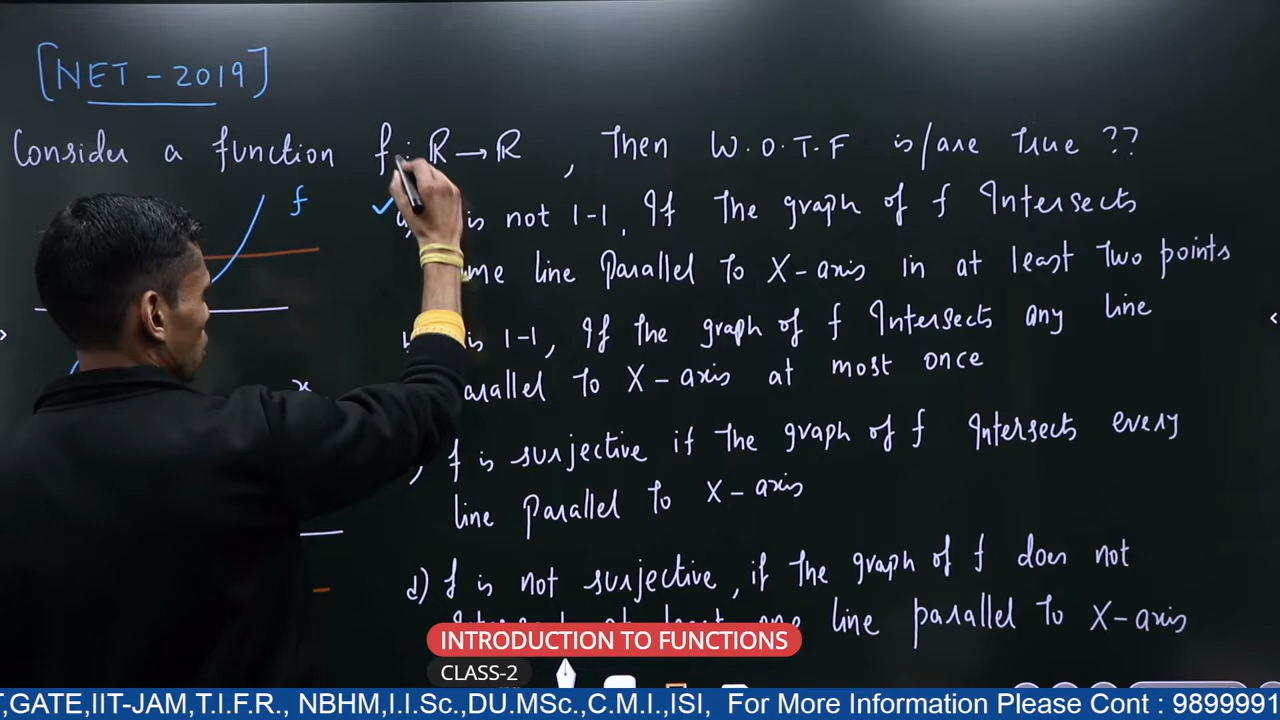 [NET - 2019]
Consider a function f: R → R , Then W.O.T.F is/are True ??
f
is not 1-1, If The graph of f Intersects
line Parallel To X-axis in at least Two points
is 1-1, If the graph of f Intersects any line
To X-axis at most once
f is surjective if the graph of f Intersects every
line Parallel To X-axis
d) f is not surjective, if The graph of f does not
line parallel To X-axis
INTRODUCTION TO FUNCTIONS
CLASS-2
,GATE,IIT-JAM,T.I.F.R., NBHM,I.I.Sc.,DU.MSc.,C.M.I.,ISI, For More Information Please Cont : 9899991